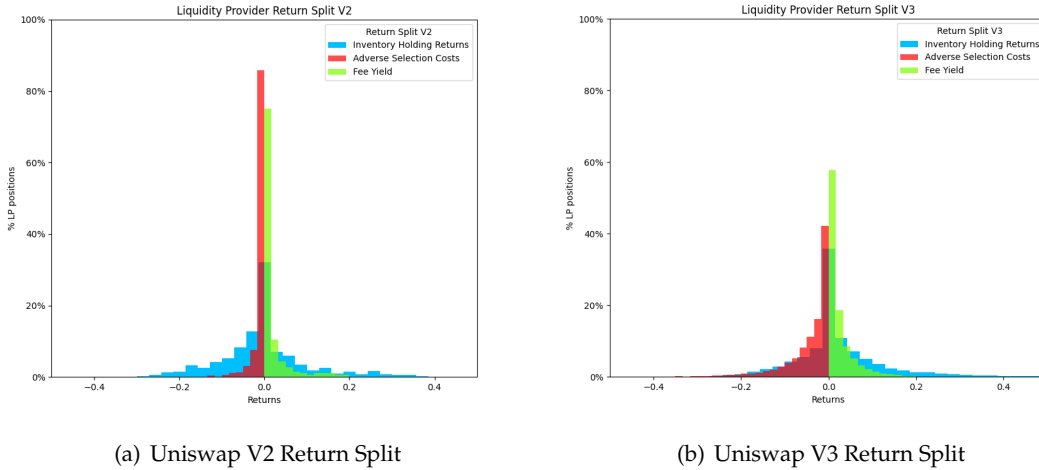 Liquidity Provider Return Split V2
100%
80%
60%
40%
20%
0%
% LP positions
Return Split V2
Inventory Holding Returns
Adverse Selection Costs
Fee Yield
−0.4
−0.2
0.0
0.2
0.4
Returns
(a) Uniswap V2 Return Split
Liquidity Provider Return Split V3
100%
80%
60%
40%
20%
0%
% LP positions
Return Split V3
Inventory Holding Returns
Adverse Selection Costs
Fee Yield
−0.4
−0.2
0.0
0.2
0.4
Returns
(b) Uniswap V3 Return Split